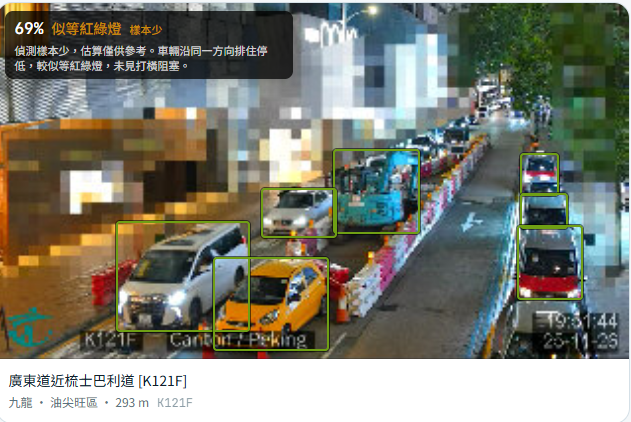 69% 似等紅綠燈 樣本少
偵測樣本少，估算僅供參考。車輛沿同一方向排住停
低，較似等紅綠燈，未見打橫阻塞。
19:31:44
K121F Canton / Peking 25-11-26
廣東道近梳士巴利道 [K121F]
九龍 · 油尖旺區 · 293 m K121F